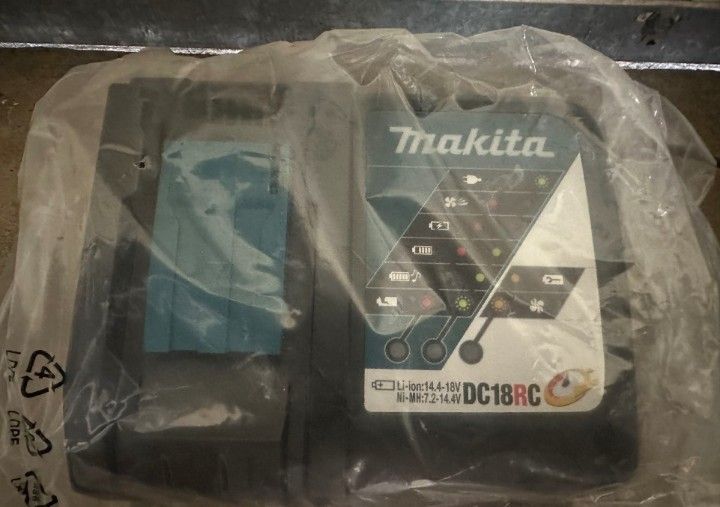 makita
Li-ion:14.4-18V
Ni-MH:7.2-14.4V
DC18RC
4
LDPE